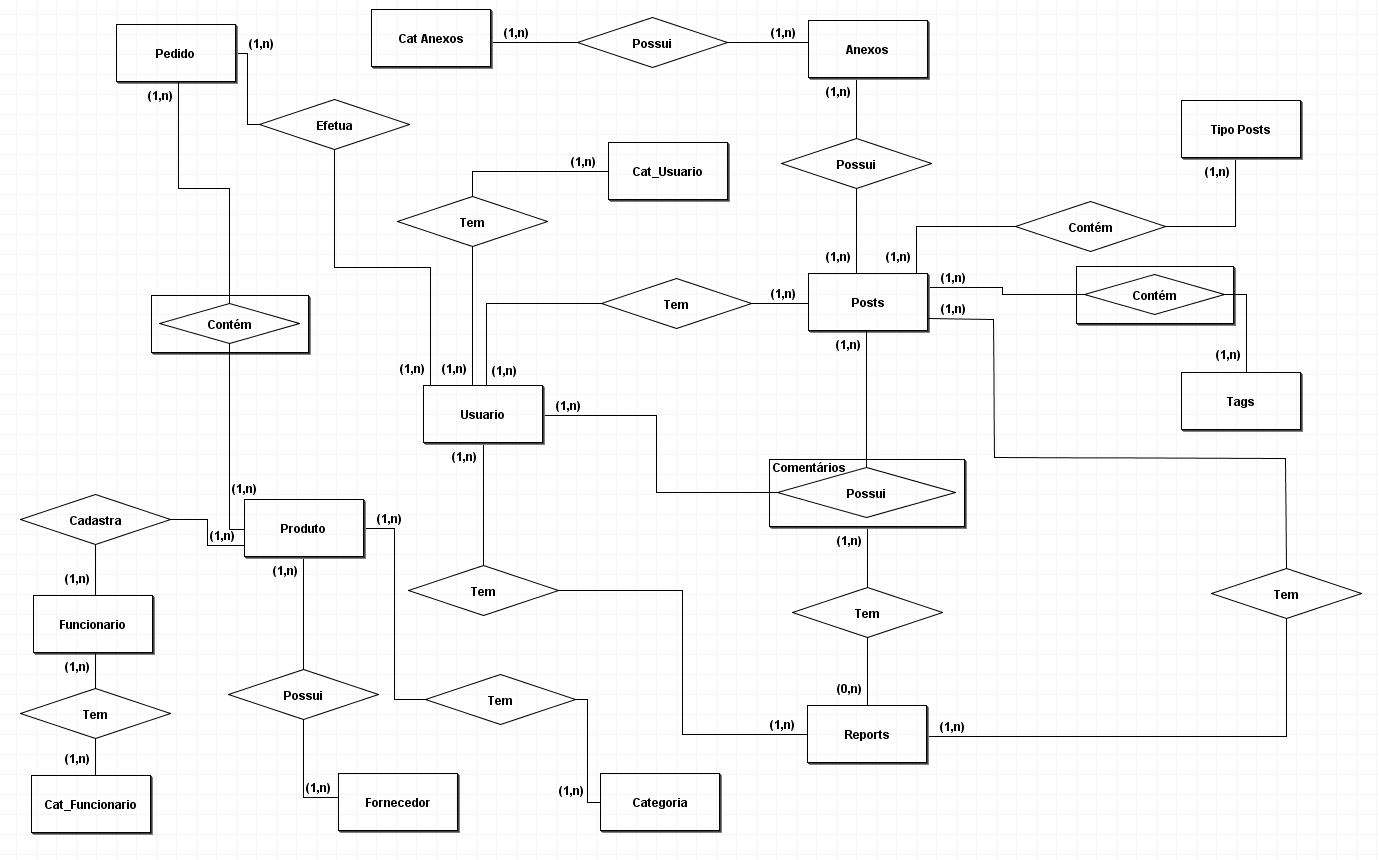 Cat Anexos
(1,n)
Possui
(1,n)
Anexos
Pedido
(1,n)
(1,n)
(1,n)
Efetua
Tipo Posts
(1,n)
Cat_Usuario
(1,n)
Possui
(1,n)
Tem
Contém
(1,n)
(1,n)
(1,n)
Contém
(1,n)
Tem
(1,n)
Posts
(1,n)
Contém
(1,n)
(1,n)
(1,n)
(1,n)
(1,n)
Tags
Usuario
(1,n)
(1,n)
Comentários
Possui
(1,n)
Cadastra
(1,n)
Produto
(1,n)
(1,n)
(1,n)
(1,n)
Tem
Tem
Tem
Funcionario
(1,n)
Possui
Tem
(0,n)
Tem
(1,n)
(1,n)
Reports
(1,n)
(1,n)
(1,n)
Cat_Funcionario
Fornecedor
Categoria